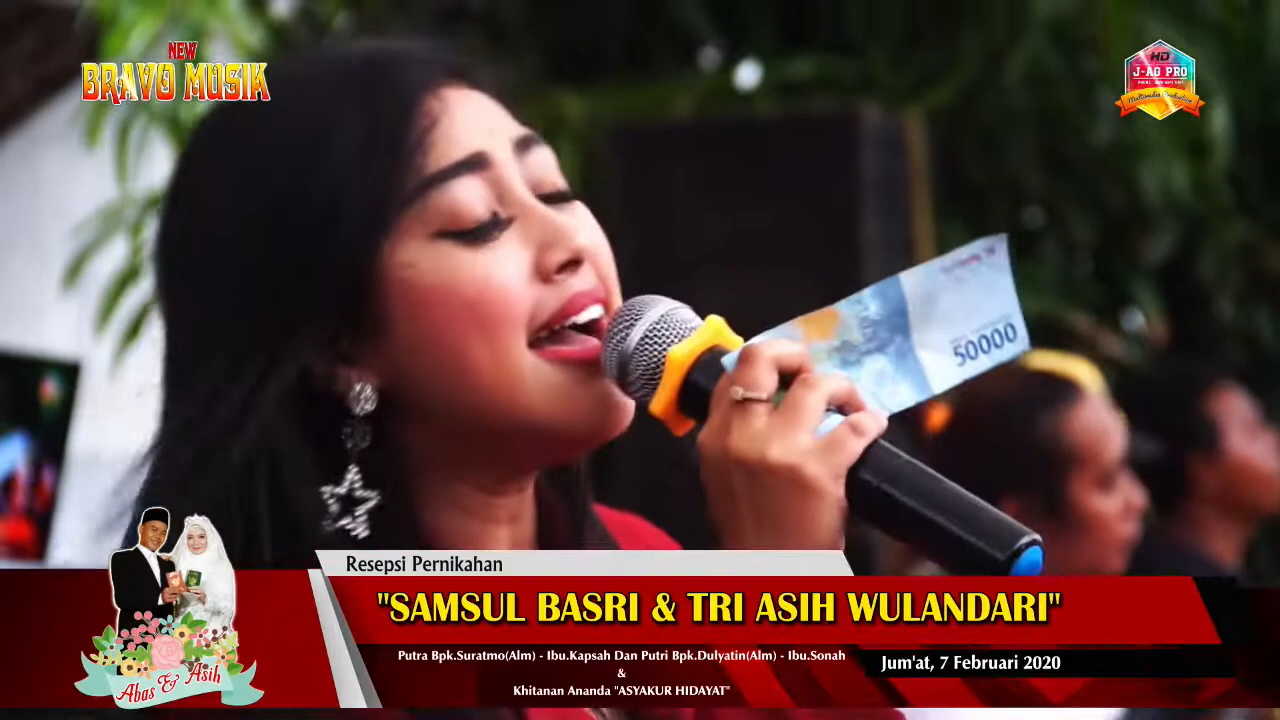 NEW
BRAVO MUSIK
HD
J-AG PRO
Multimedia Production
50000
Resepsi Pernikahan
"SAMSUL BASRI & TRI ASIH WULANDARI"
Putra Bpk.Suratmo(Alm) - Ibu.Kapsah Dan Putri Bpk.Dulyatin(Alm) - Ibu.Sonah
&
Khitanan Ananda "ASYAKUR HIDAYAT"
Jum'at, 7 Februari 2020
Abas & Asih